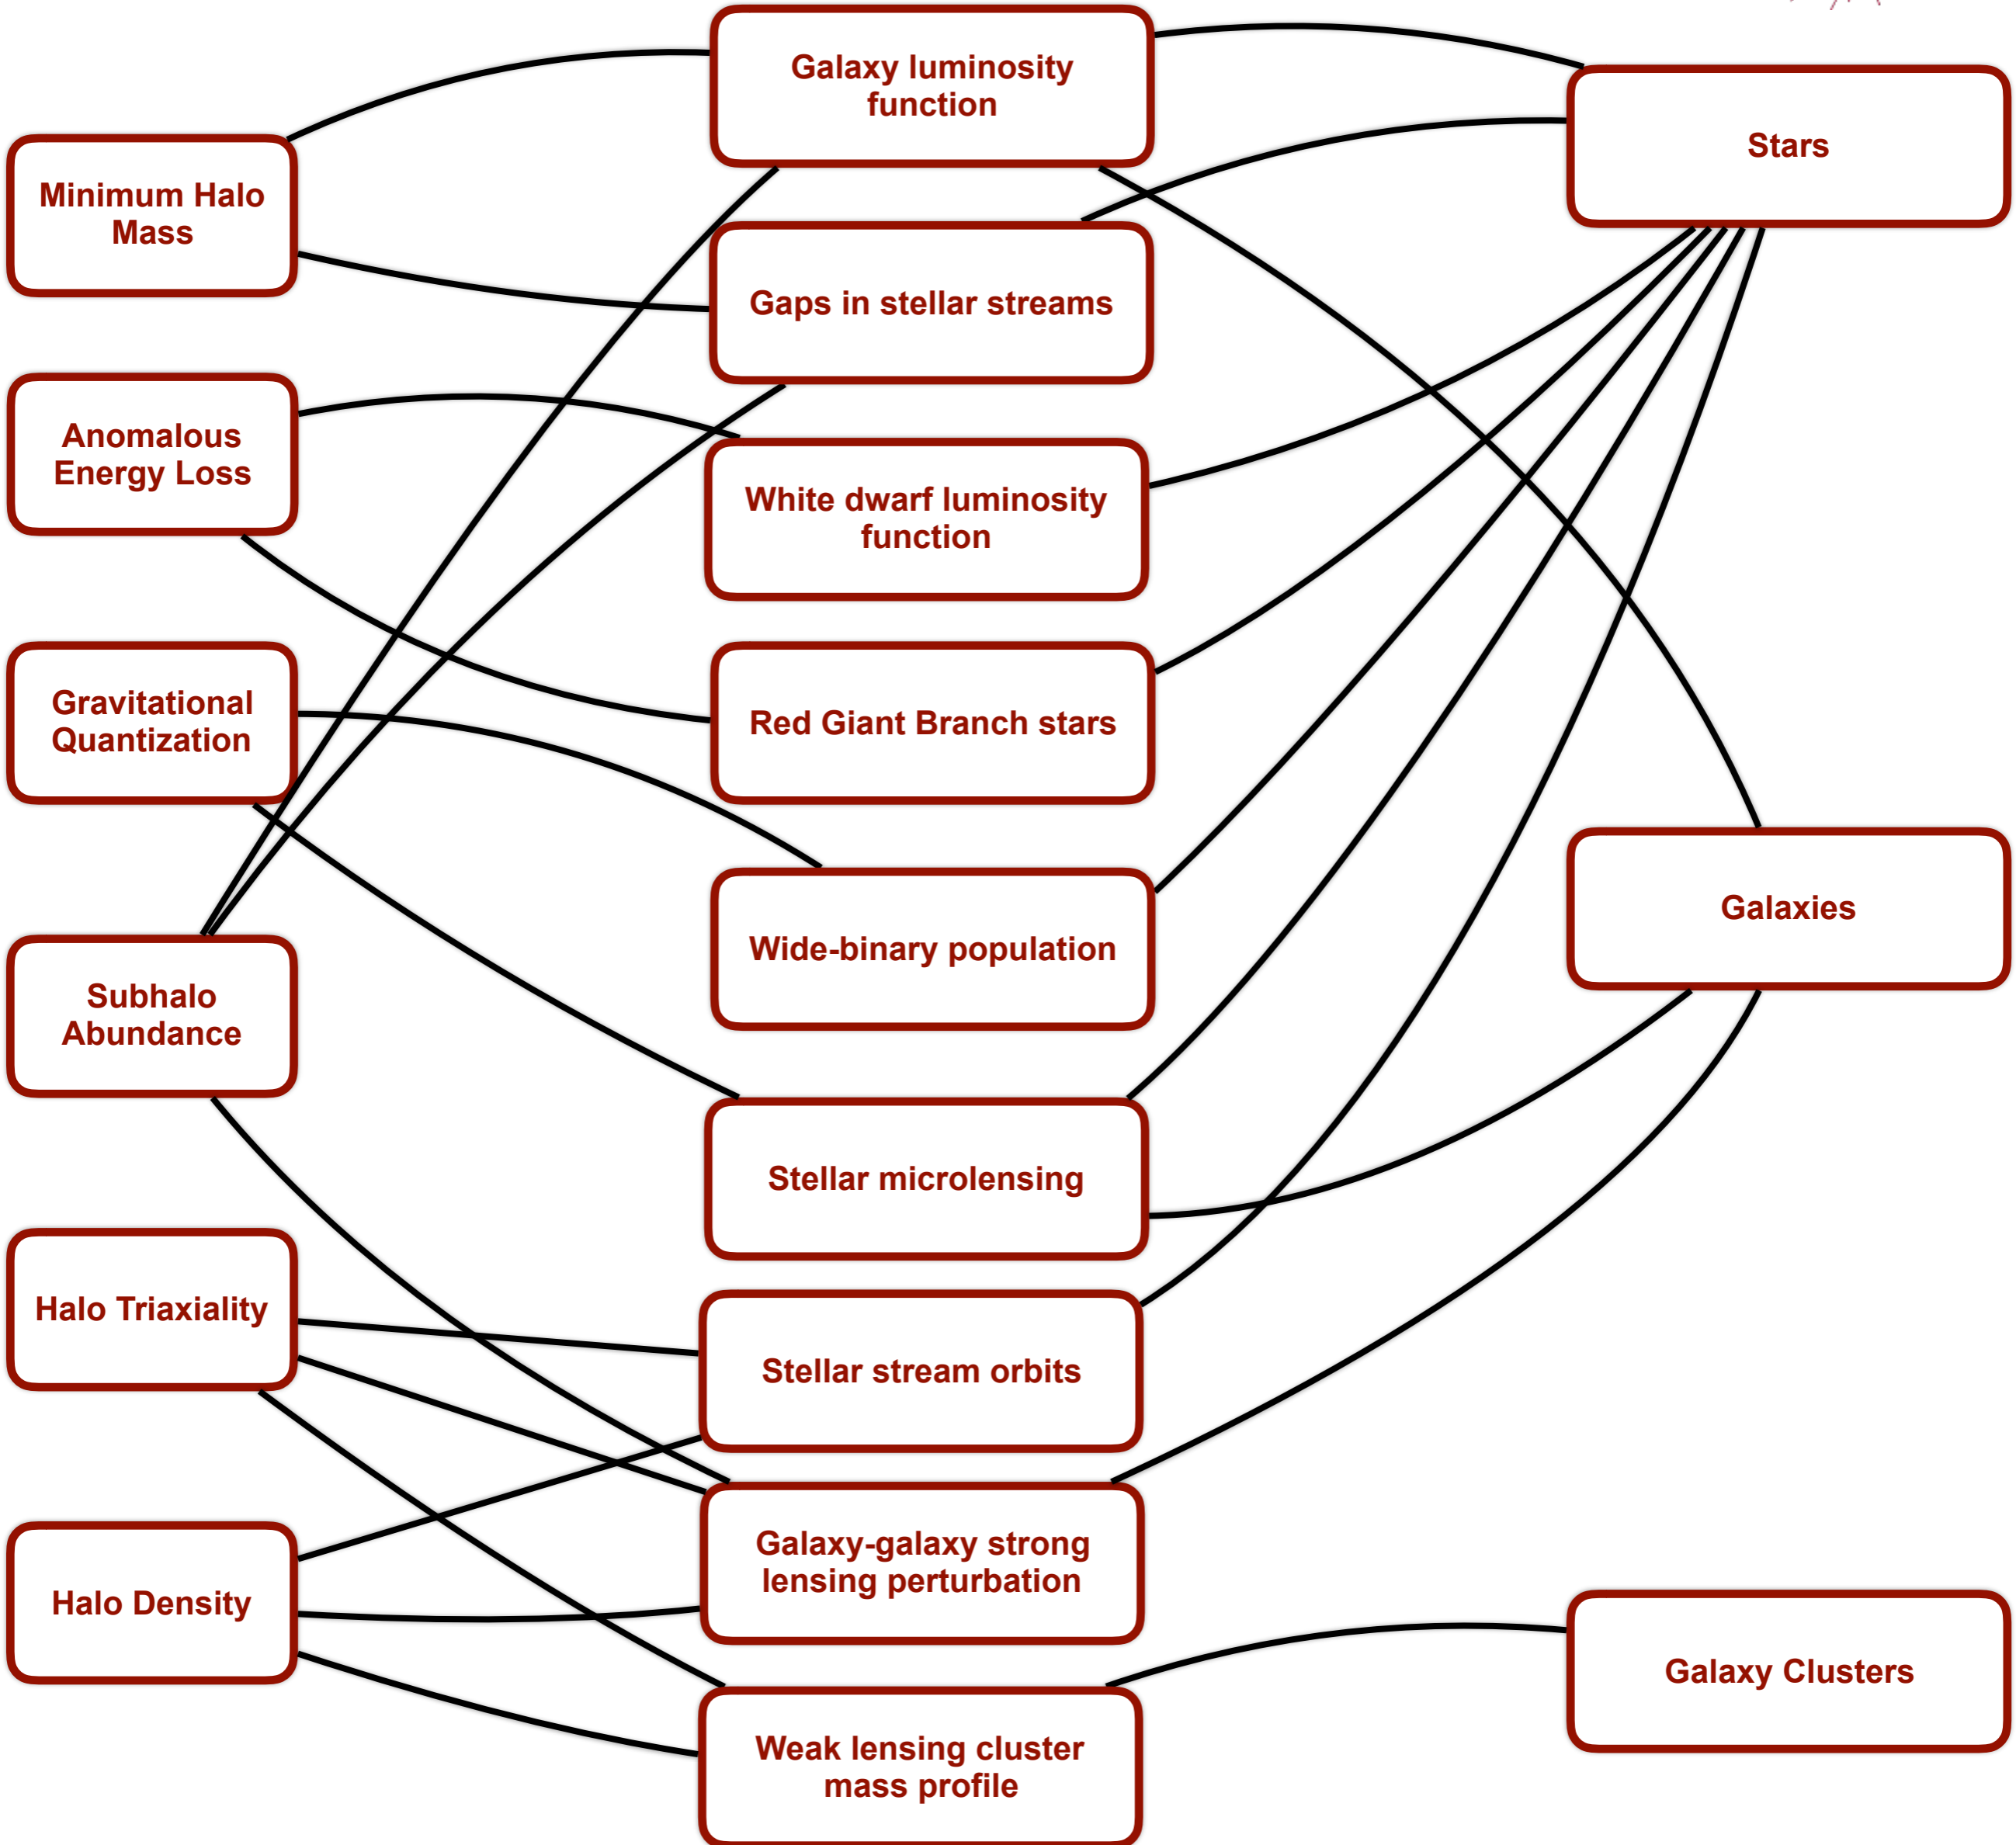 Minimum Halo
Mass
Anomalous
Energy Loss
Gravitational
Quantization
Subhalo
Abundance
Halo Triaxiality
Halo Density
Galaxy luminosity
function
Gaps in stellar streams
White dwarf luminosity
function
Red Giant Branch stars
Wide-binary population
Stellar microlensing
Stellar stream orbits
Galaxy-galaxy strong
lensing perturbation
Weak lensing cluster
mass profile
Stars
Galaxies
Galaxy Clusters